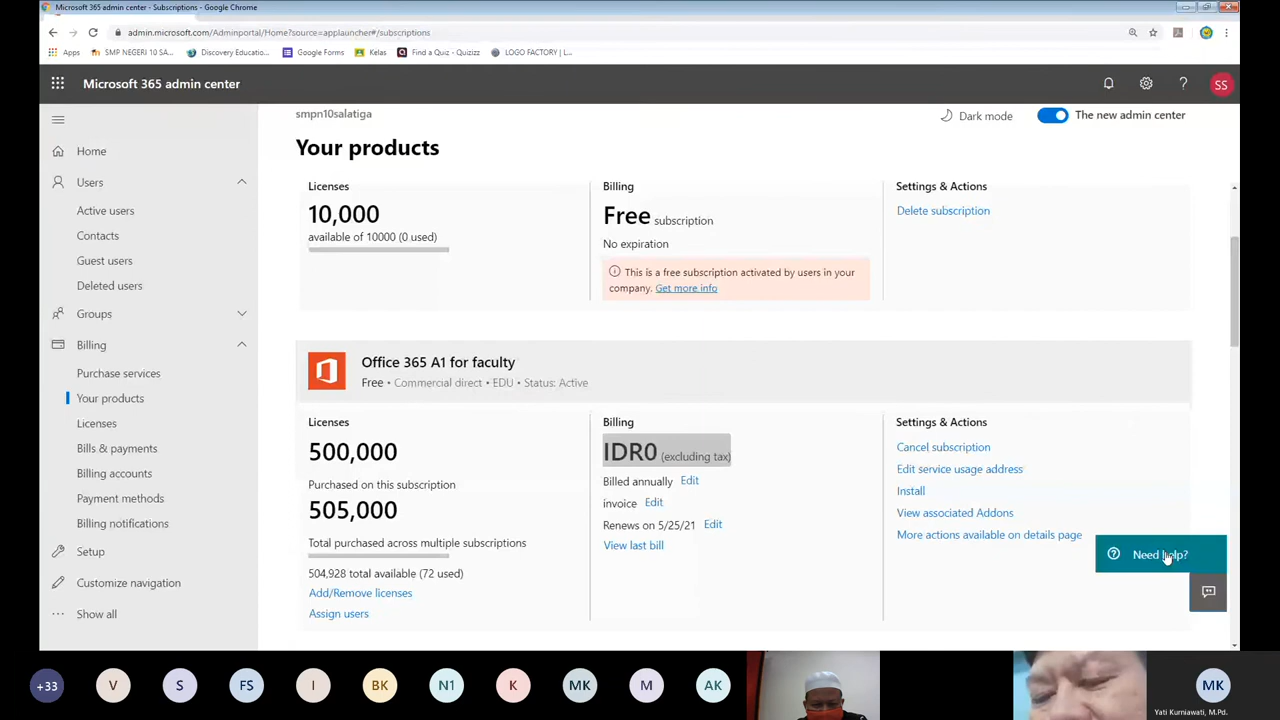 Microsoft 365 admin center - Subscriptions - Google Chrome
admin.microsoft.com/Adminportal/Home?source=applauncher#/subscriptions
Apps SMP NEGERI 10 SA... Discovery Educatio... Google Forms Kelas Find a Quiz - Quizizz LOGO FACTORY | L...
Microsoft 365 admin center
SS
smpn10salatiga
Dark mode
The new admin center
Your products
Home
Users
Active users
Contacts
Guest users
Deleted users
Groups
Billing
Purchase services
Your products
Licenses
Bills & payments
Billing accounts
Payment methods
Billing notifications
Setup
Customize navigation
Show all
Licenses
10,000
available of 10000 (0 used)
Billing
Free subscription
No expiration
This is a free subscription activated by users in your
company. Get more info
Settings & Actions
Delete subscription
Office 365 A1 for faculty
Free • Commercial direct • EDU • Status: Active
Licenses
500,000
Purchased on this subscription
505,000
Total purchased across multiple subscriptions
504,928 total available (72 used)
Add/Remove licenses
Assign users
Billing
IDR0 (excluding tax)
Billed annually Edit
invoice Edit
Renews on 5/25/21 Edit
View last bill
Settings & Actions
Cancel subscription
Edit service usage address
Install
View associated Addons
More actions available on details page
Need help?
+33 V S FS I BK N1 K MK M AK MK
Yati Kurniawati, M.Pd.